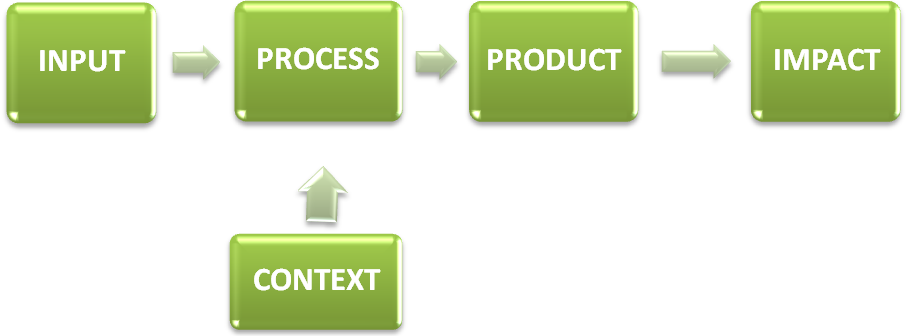 INPUT
PROCESS
PRODUCT
IMPACT
CONTEXT